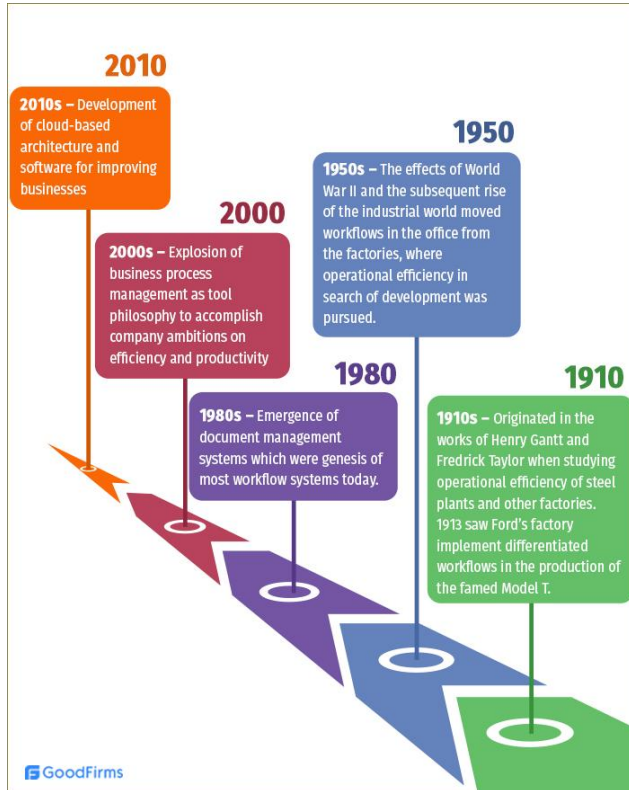 2010
2010s – Development
of cloud-based
architecture and
software for improving
businesses
2000
2000s – Explosion of
business process
management as tool
philosophy to accomplish
company ambitions on
efficiency and productivity
1980
1980s – Emergence of
document management
systems which were genesis of
most workflow systems today.
1950
1950s – The effects of World
War II and the subsequent rise
of the industrial world moved
workflows in the office from
the factories, where
operational efficiency in
search of development was
pursued.
1910
1910s – Originated in the
works of Henry Gantt and
Fredrick Taylor when studying
operational efficiency of steel
plants and other factories.
1913 saw Ford’s factory
implement differentiated
workflows in the production of
the famed Model T.
GoodFirms